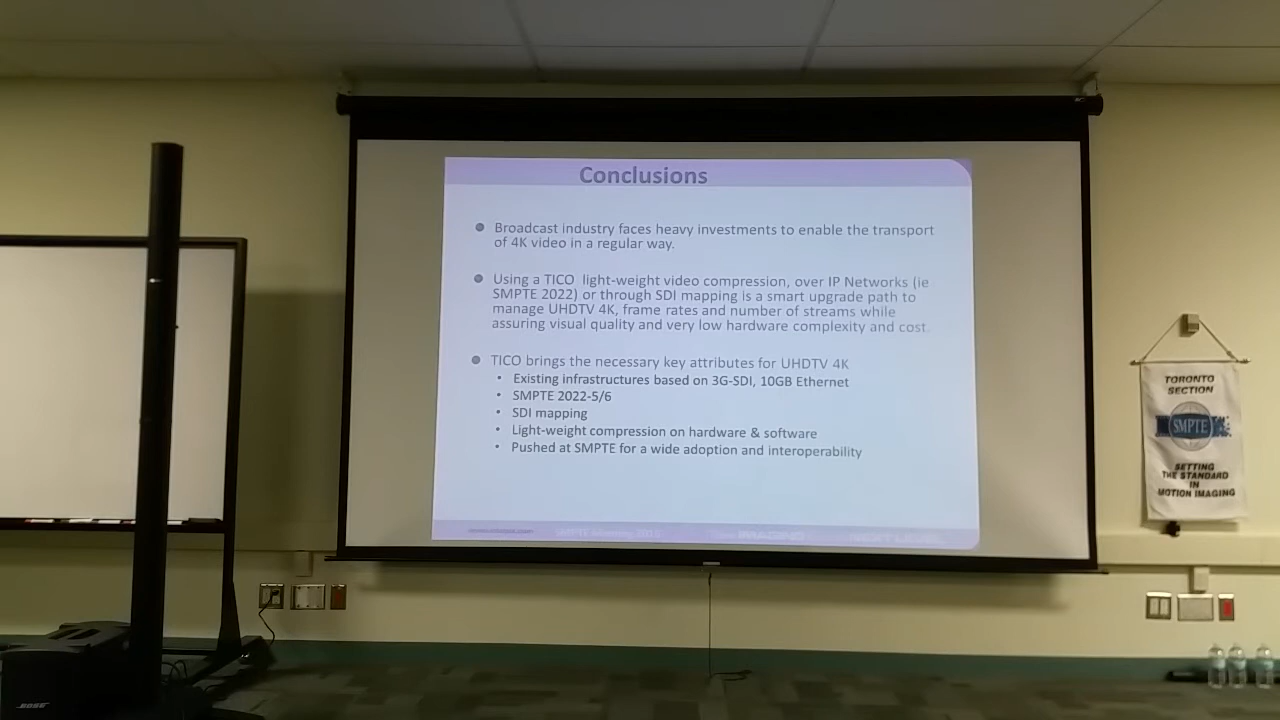 Conclusions
Broadcast industry faces heavy investments to enable the transport
of 4K video in a regular way.
Using a TICO light-weight video compression, over IP Networks (ie
SMPTE 2022) or through SDI mapping is a smart upgrade path to
manage UHDTV 4K, frame rates and number of streams while
assuring visual quality and very low hardware complexity and cost.
TICO brings the necessary key attributes for UHDTV 4K
• Existing infrastructures based on 3G-SDI, 10GB Ethernet
• SMPTE 2022-5/6
• SDI mapping
• Light-weight compression on hardware & software
• Pushed at SMPTE for a wide adoption and interoperability
TORONTO
SECTION
SMPTE
SETTING
THE STANDARD
IN
MOTION IMAGING
BOSE